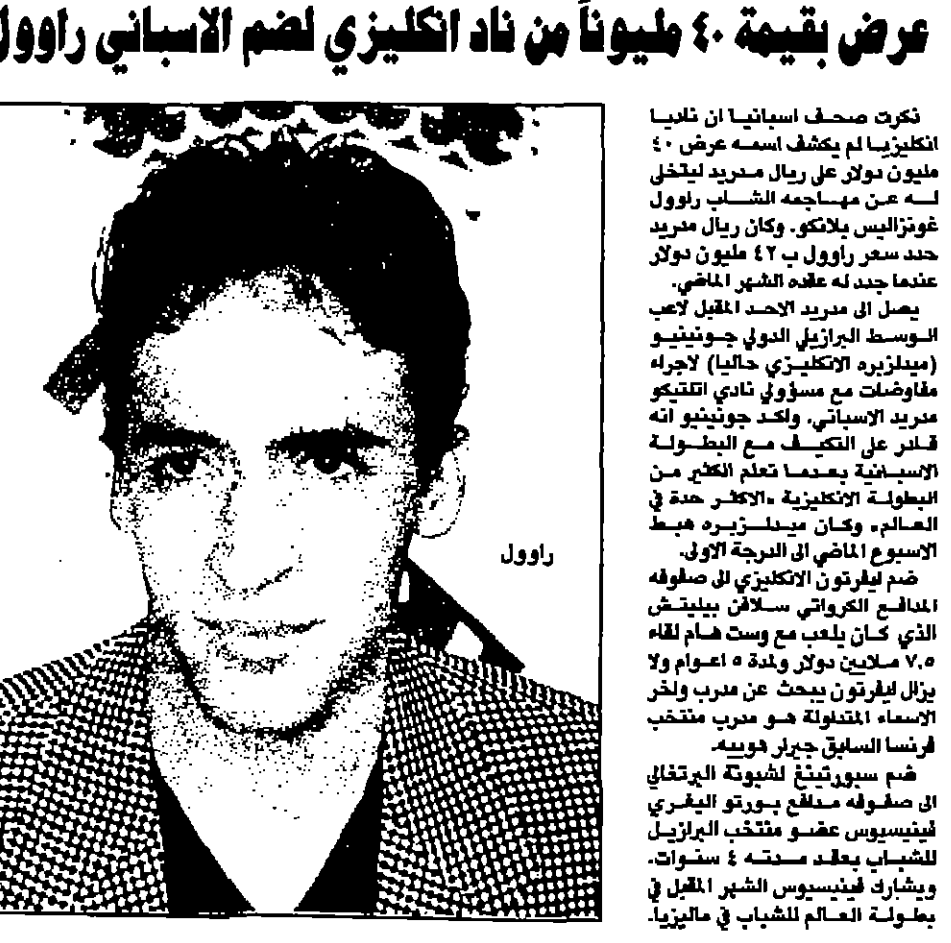 عرض بقيمة ٤٠ مليوناً من ناد انكليزي لضم الاسباني راوول
ذكرت صحف اسبانيا ان ناديا
انكليزيا لم يكشف اسمه عرض ٤٠
مليون دولار على ريال مدريد ليتخلى
له عن مهاجمه الشاب راوول
غونزاليس بلانكو. وكان ريال مدريد
حدد سعر راوول ب ٤٢ مليون دولار
عندما جدد له عقده الشهر الماضي.
يصل الى مدريد الاحد المقبل لاعب
الوسط البرازيلي الدولي جونينيو
(ميدلزبره الانكليزي حاليا) لاجراء
مفاوضات مع مسؤولي نادي اتلتيكو
مدريد الاسباني. واكد جونينيو انه
قادر على التكيف مع البطولة
الاسبانية بعدما تعلم الكثير من
البطولة الانكليزية «الاكثر حدة في
العالم». وكان ميدلزبره هبط
الاسبوع الماضي الى الدرجة الاولى.
ضم ايفرتون الانكليزي الى صفوفه
المدافع الكرواتي سلافن بيليتش
الذي كان يلعب مع وست هام لقاء
٧,٥ ملايين دولار ولمدة ٥ اعوام ولا
يزال ايفرتون يبحث عن مدرب واخر
الاسماء المتداولة هو مدرب منتخب
فرنسا السابق جيرار هوييه.
ضم سبورتينغ لشبونة البرتغالي
الى صفوفه مدافع بورتو اليغري
فينيسيوس عضو منتخب البرازيل
للشباب بعقد مدته ٤ سنوات.
ويشارك فينيسيوس الشهر المقبل في
بطولة العالم للشباب في ماليزيا.
راوول